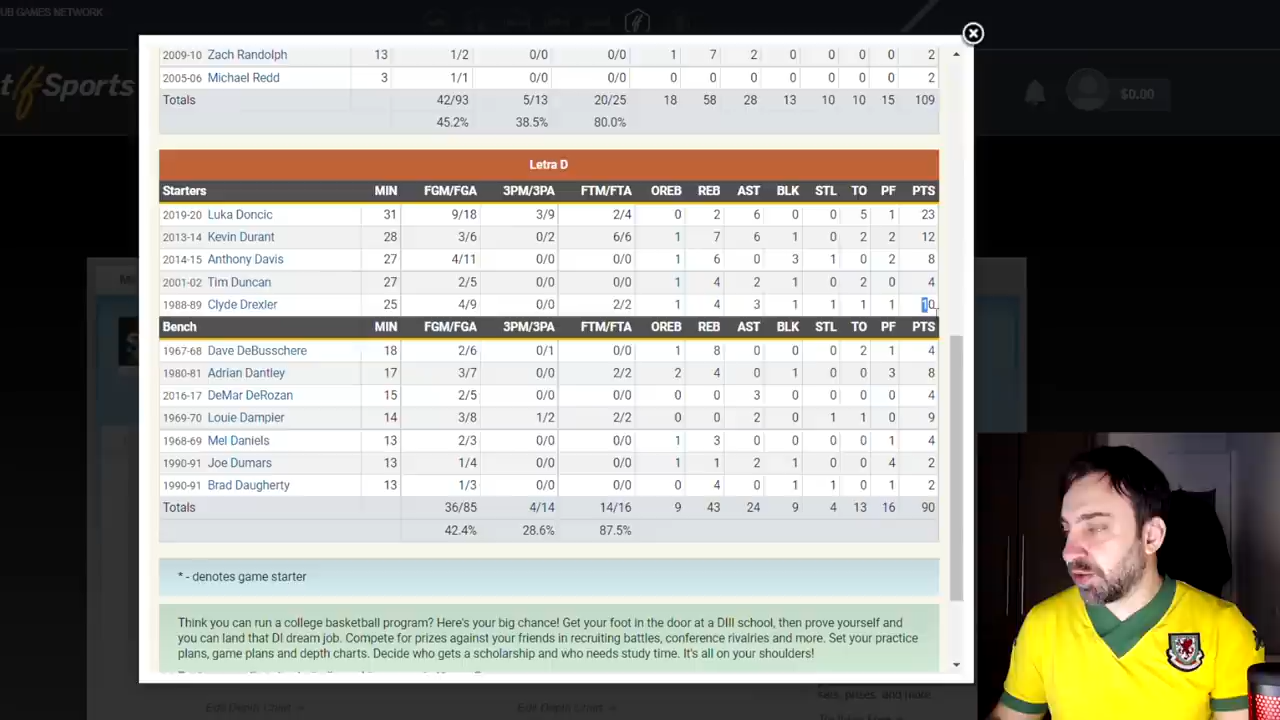 UB GAMES NETWORK
t ff Sports
$0.00
2009-10 Zach Randolph 13 1/2 0/0 0/0 1 7 2 0 0 0 0 2
2005-06 Michael Redd 3 1/1 0/0 0/0 0 0 0 0 0 0 0 2
Totals 42/93 5/13 20/25 18 58 28 13 10 10 15 109
45.2% 38.5% 80.0%
Letra D
Starters MIN FGM/FGA 3PM/3PA FTM/FTA OREB REB AST BLK STL TO PF PTS
2019-20 Luka Doncic 31 9/18 3/9 2/4 0 2 6 0 0 5 1 23
2013-14 Kevin Durant 28 3/6 0/2 6/6 1 7 6 1 0 2 2 12
2014-15 Anthony Davis 27 4/11 0/0 0/0 1 6 0 3 1 0 2 8
2001-02 Tim Duncan 27 2/5 0/0 0/0 1 4 2 1 0 2 0 4
1988-89 Clyde Drexler 25 4/9 0/0 2/2 1 4 3 1 1 1 1 10
Bench MIN FGM/FGA 3PM/3PA FTM/FTA OREB REB AST BLK STL TO PF PTS
1967-68 Dave DeBusschere 18 2/6 0/1 0/0 1 8 0 0 0 2 1 4
1980-81 Adrian Dantley 17 3/7 0/0 2/2 2 4 0 1 0 0 3 8
2016-17 DeMar DeRozan 15 2/5 0/0 0/0 0 0 3 0 0 0 0 4
1969-70 Louie Dampier 14 3/8 1/2 2/2 0 0 2 0 1 1 0 9
1968-69 Mel Daniels 13 2/3 0/0 0/0 1 3 0 0 0 0 1 4
1990-91 Joe Dumars 13 1/4 0/0 0/0 1 1 2 1 0 0 4 2
1990-91 Brad Daugherty 13 1/3 0/0 0/0 0 4 0 1 1 0 1 2
Totals 36/85 4/14 14/16 9 43 24 9 4 13 16 90
42.4% 28.6% 87.5%
* - denotes game starter
Think you can run a college basketball program? Here's your big chance! Get your foot in the door at a DIII school, then prove yourself and
you can land that DI dream job. Compete for prizes against your friends in recruiting battles, conference rivalries and more. Set your practice
plans, game plans and depth charts. Decide who gets a scholarship and who needs study time. It's all on your shoulders!
Edit Depth Chart
Edit Depth Chart
sals, prizes, and more.